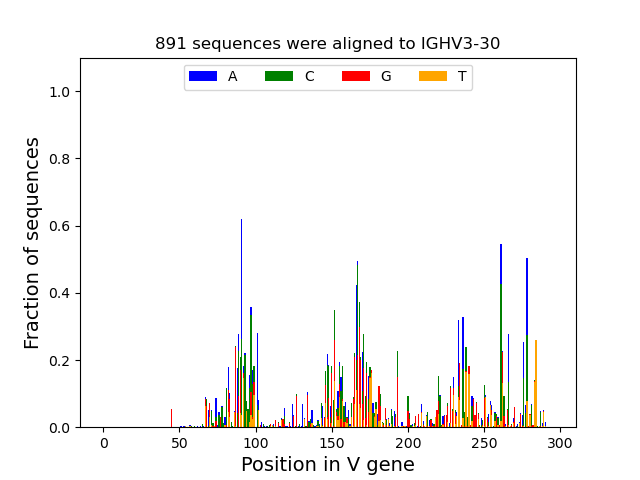 891 sequences were aligned to IGHV3-30
A C G T
1.0
0.8
0.6
0.4
0.2
0.0
Fraction of sequences
0 50 100 150 200 250 300
Position in V gene